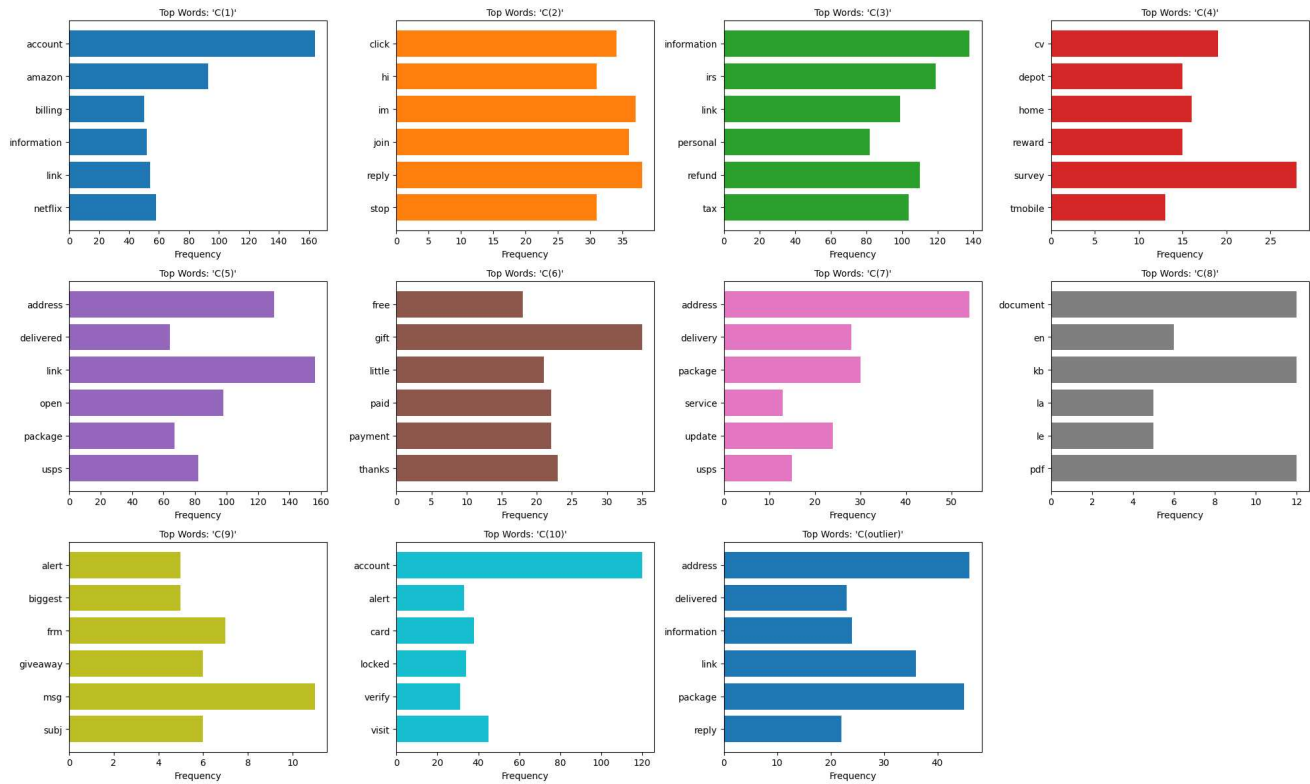 Top Words: 'C(1)'
account
amazon
billing
information
link
netflix
0 20 40 60 80 100 120 140 160
Frequency
Top Words: 'C(2)'
click
hi
im
join
reply
stop
0 5 10 15 20 25 30 35
Frequency
Top Words: 'C(3)'
information
irs
link
personal
refund
tax
0 20 40 60 80 100 120 140
Frequency
Top Words: 'C(4)'
cv
depot
home
reward
survey
tmobile
0 5 10 15 20 25
Frequency
Top Words: 'C(5)'
address
delivered
link
open
package
usps
0 20 40 60 80 100 120 140 160
Frequency
Top Words: 'C(6)'
free
gift
little
paid
payment
thanks
0 5 10 15 20 25 30 35
Frequency
Top Words: 'C(7)'
address
delivery
package
service
update
usps
0 10 20 30 40 50
Frequency
Top Words: 'C(8)'
document
en
kb
la
le
pdf
0 2 4 6 8 10 12
Frequency
Top Words: 'C(9)'
alert
biggest
frm
giveaway
msg
subj
0 2 4 6 8 10
Frequency
Top Words: 'C(10)'
account
alert
card
locked
verify
visit
0 20 40 60 80 100 120
Frequency
Top Words: 'C(outlier)'
address
delivered
information
link
package
reply
0 10 20 30 40
Frequency